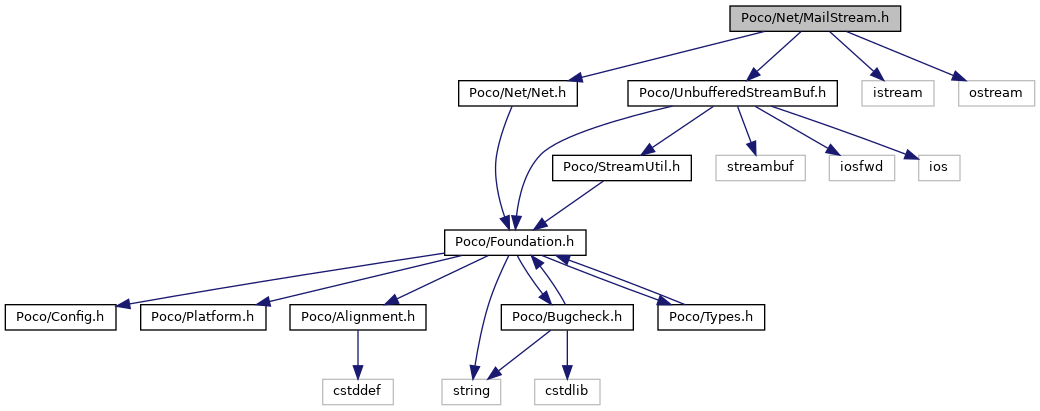 Poco/Net/MailStream.h
Poco/Net/Net.h
Poco/UnbufferedStreamBuf.h
istream
ostream
Poco/StreamUtil.h
streambuf
iosfwd
ios
Poco/Foundation.h
Poco/Config.h
Poco/Platform.h
Poco/Alignment.h
Poco/Bugcheck.h
Poco/Types.h
cstddef
string
cstdlib